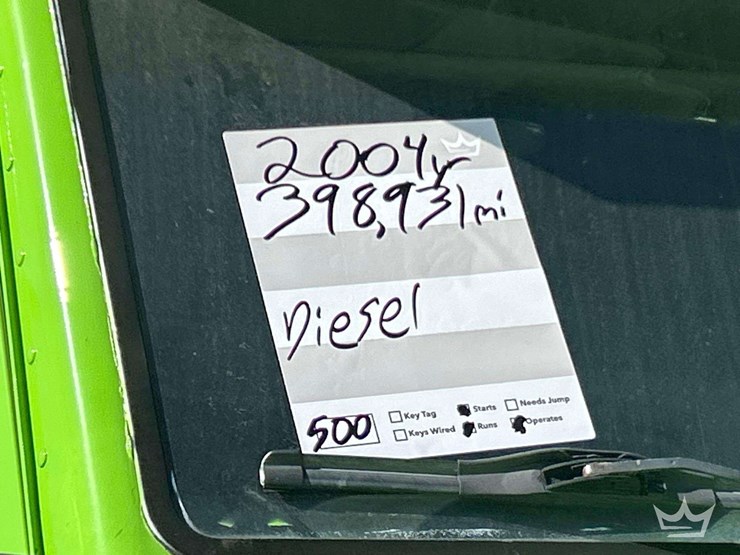 2004yr
398,931mi
Diesel
500
Key Tag Starts Needs Jump
Keys Wired Runs Operates